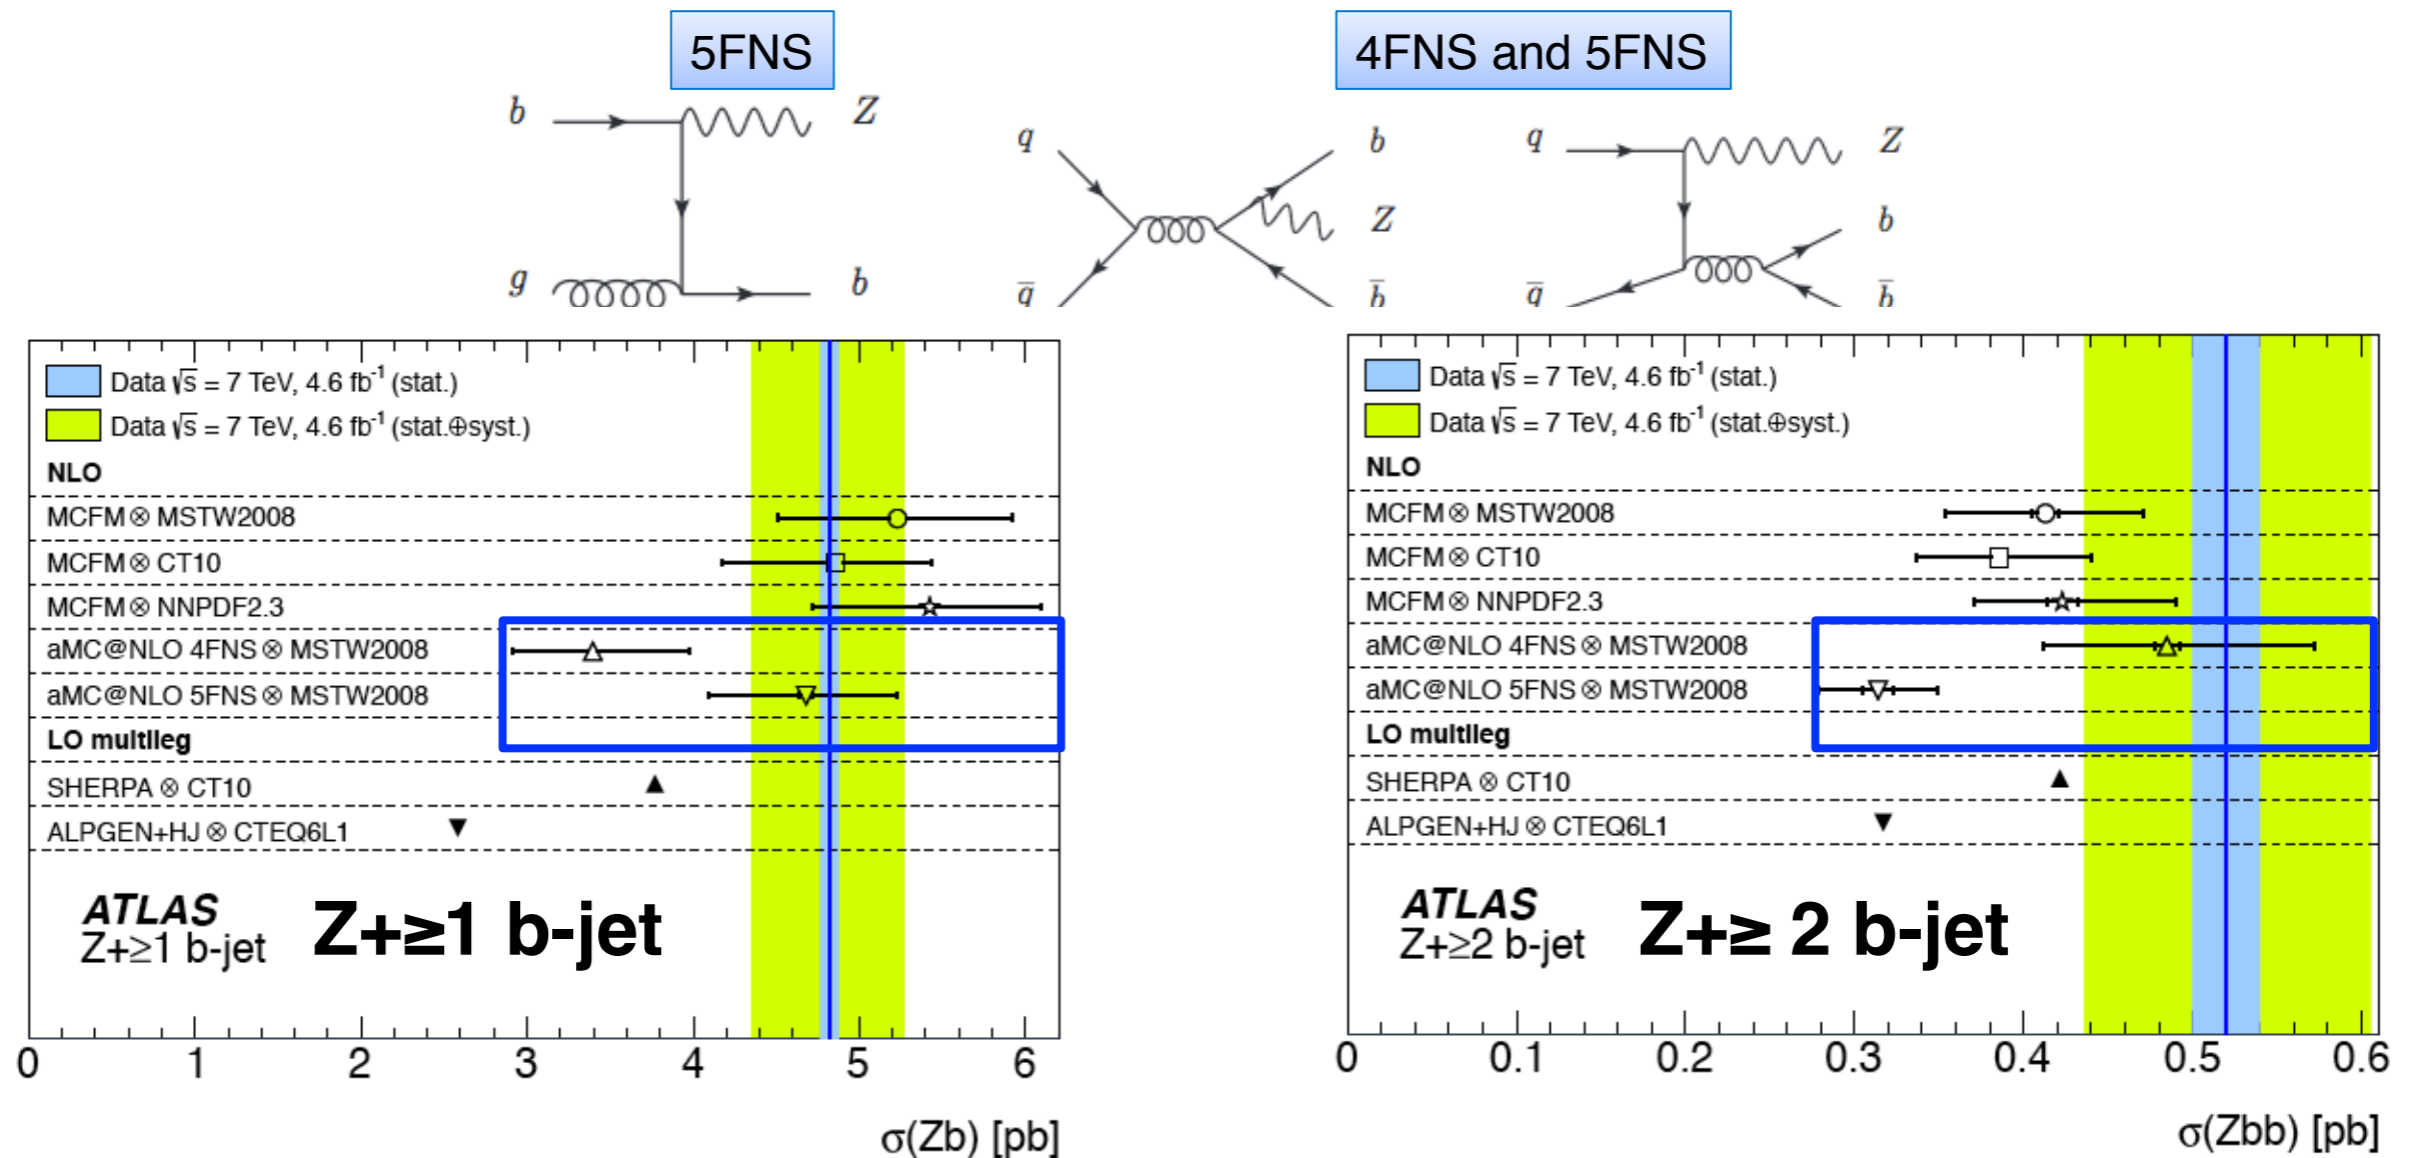 5FNS
4FNS and 5FNS
b
Z
g
b
q
b
Z
q̅
b̅
q
Z
b
q̅
b̅
Data √s = 7 TeV, 4.6 fb⁻¹ (stat.)
Data √s = 7 TeV, 4.6 fb⁻¹ (stat.⊕syst.)
NLO
MCFM ⊗ MSTW2008
MCFM ⊗ CT10
MCFM ⊗ NNPDF2.3
aMC@NLO 4FNS ⊗ MSTW2008
aMC@NLO 5FNS ⊗ MSTW2008
LO multileg
SHERPA ⊗ CT10
ALPGEN+HJ ⊗ CTEQ6L1
ATLAS
Z+≥1 b-jet
Z+≥1 b-jet
0 1 2 3 4 5 6
σ(Zb) [pb]
Data √s = 7 TeV, 4.6 fb⁻¹ (stat.)
Data √s = 7 TeV, 4.6 fb⁻¹ (stat.⊕syst.)
NLO
MCFM ⊗ MSTW2008
MCFM ⊗ CT10
MCFM ⊗ NNPDF2.3
aMC@NLO 4FNS ⊗ MSTW2008
aMC@NLO 5FNS ⊗ MSTW2008
LO multileg
SHERPA ⊗ CT10
ALPGEN+HJ ⊗ CTEQ6L1
ATLAS
Z+≥2 b-jet
Z+≥ 2 b-jet
0 0.1 0.2 0.3 0.4 0.5 0.6
σ(Zbb) [pb]